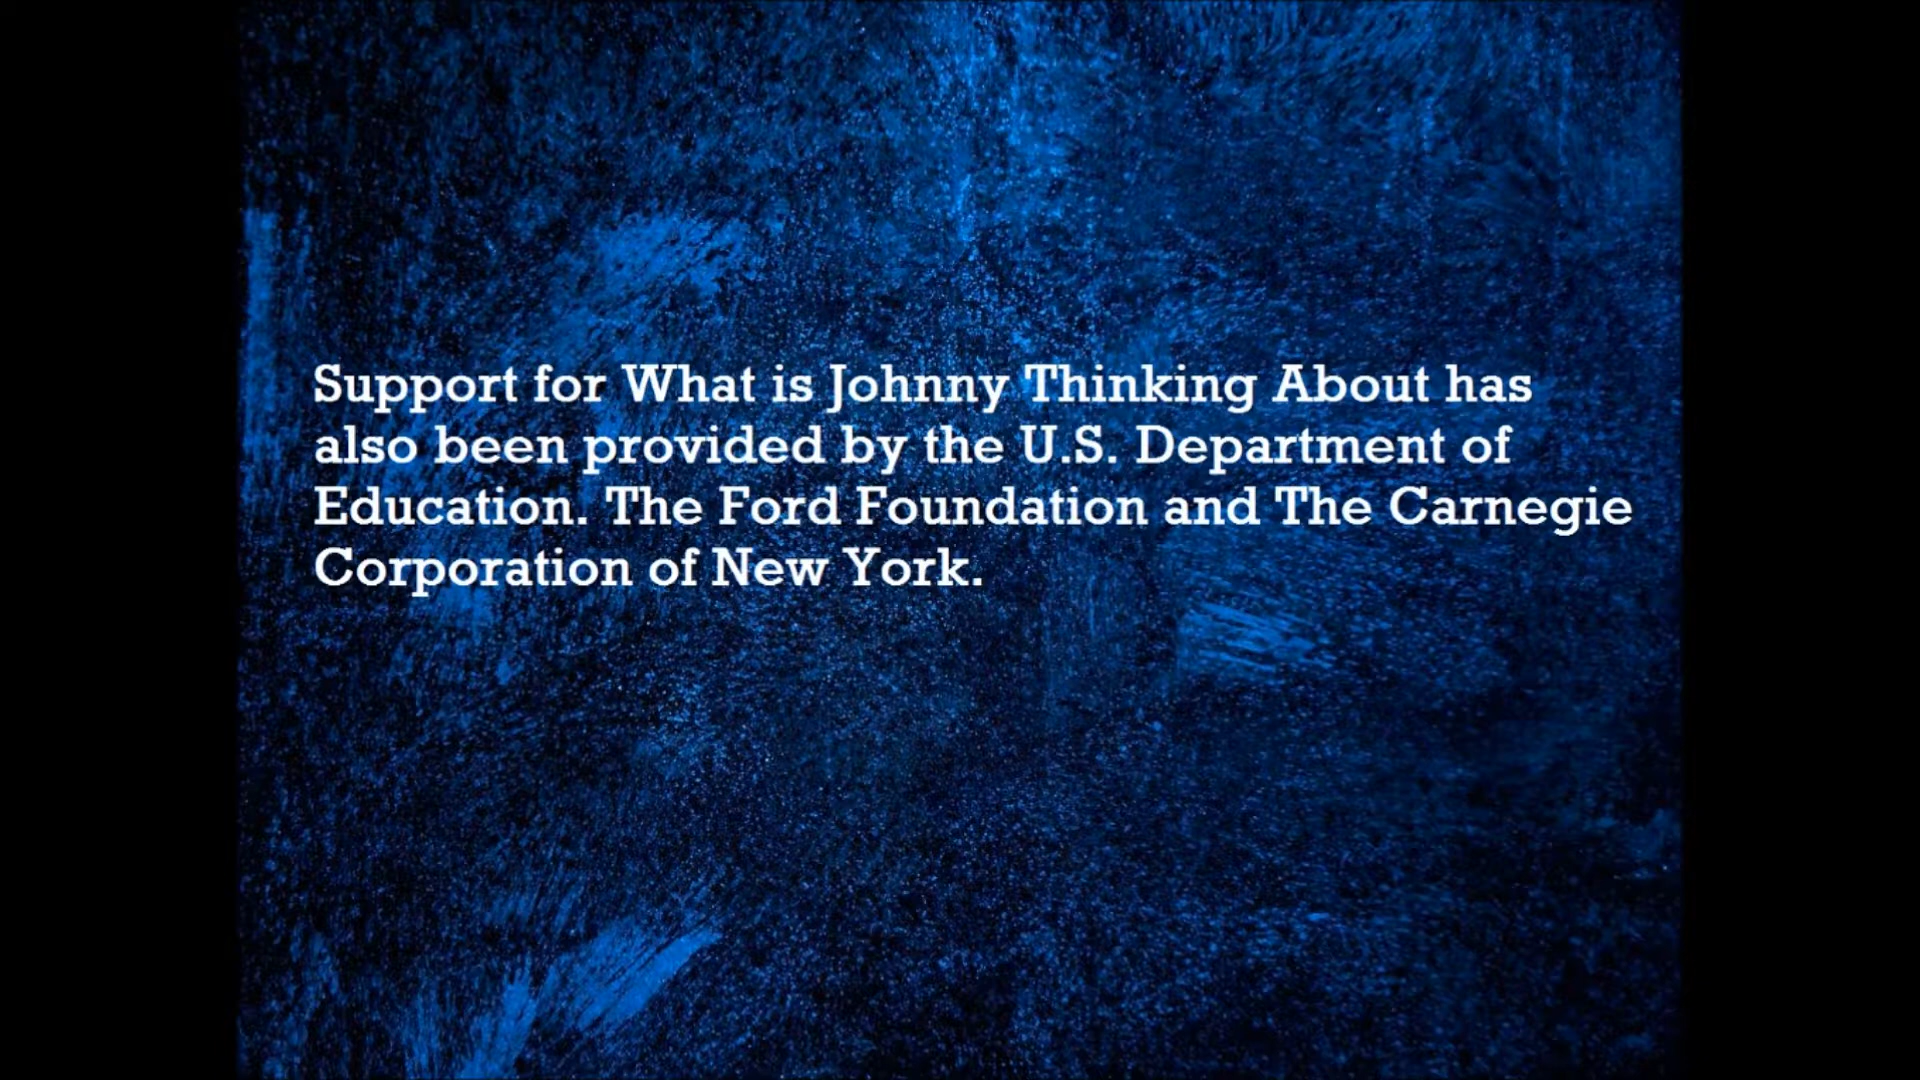 Support for What is Johnny Thinking About has
also been provided by the U.S. Department of
Education. The Ford Foundation and The Carnegie
Corporation of New York.